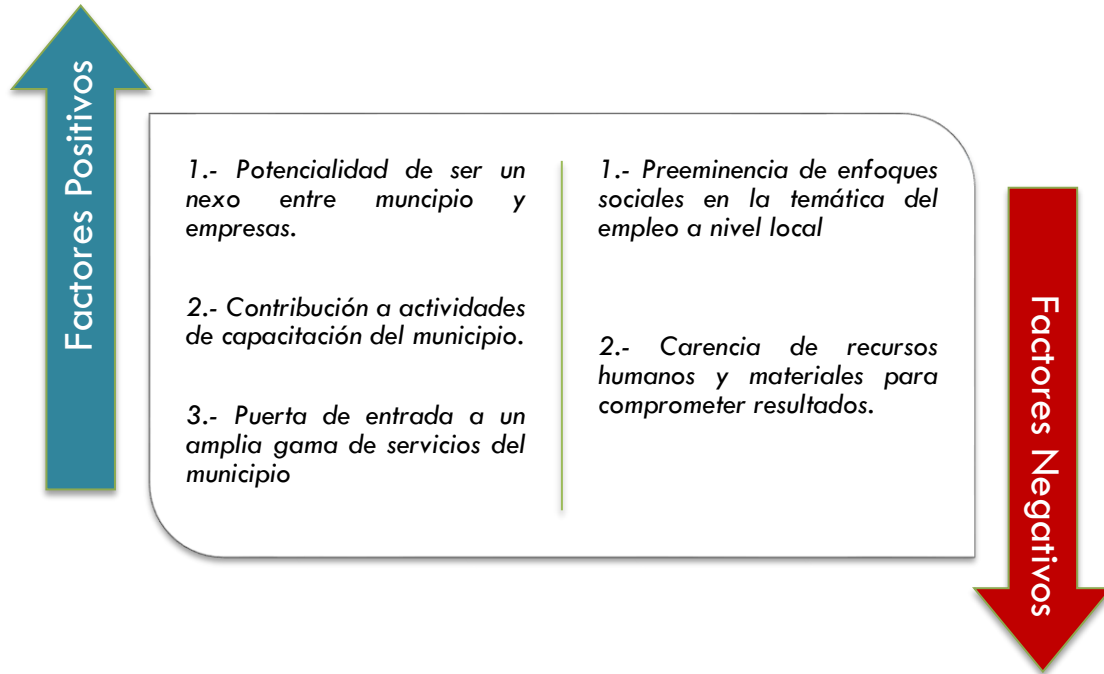 Factores Positivos
1.- Potencialidad de ser un
nexo entre muncipio y
empresas.
2.- Contribución a actividades
de capacitación del municipio.
3.- Puerta de entrada a un
amplia gama de servicios del
municipio
1.- Preeminencia de enfoques
sociales en la temática del
empleo a nivel local
2.- Carencia de recursos
humanos y materiales para
comprometer resultados.
Factores Negativos